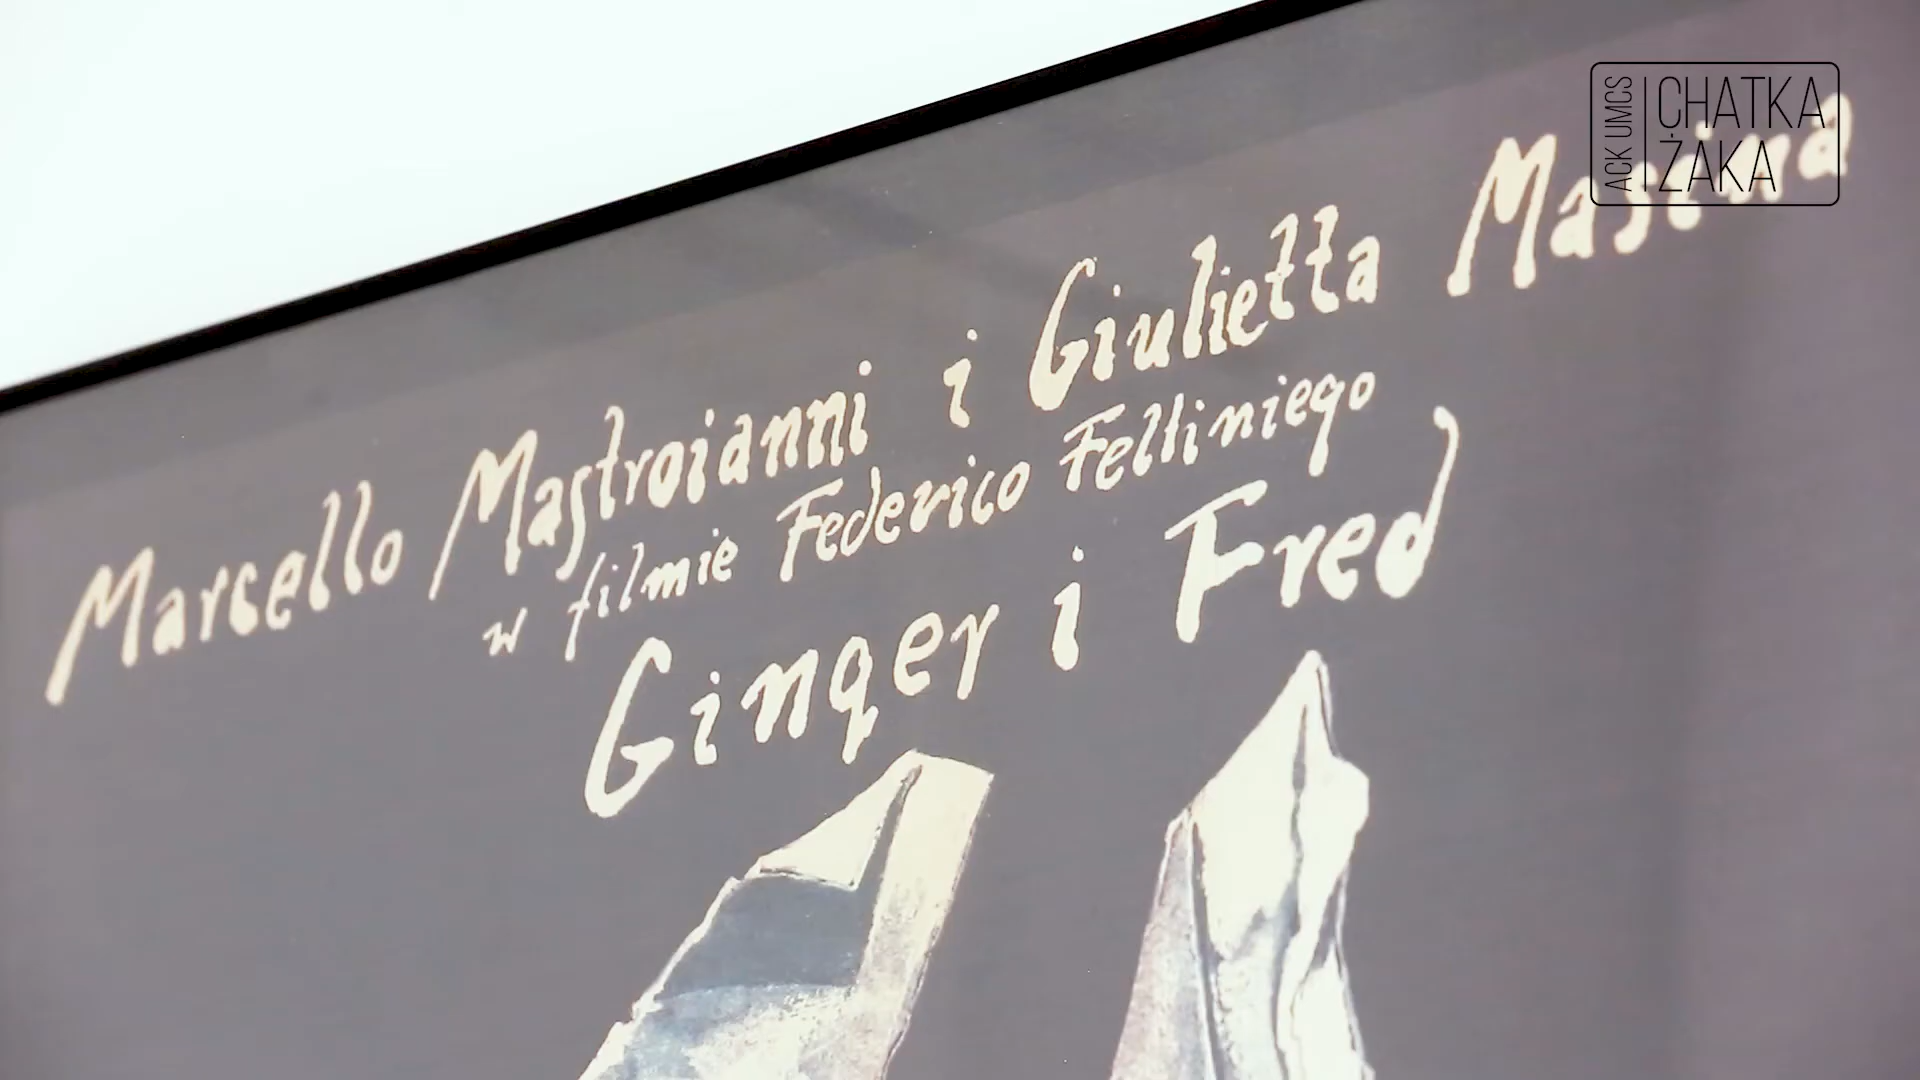 Marcello Mastroianni i Giulietta Masina
w filmie Federico Felliniego
Ginger i Fred
ACK UMCS
CHATKA
ŻAKA